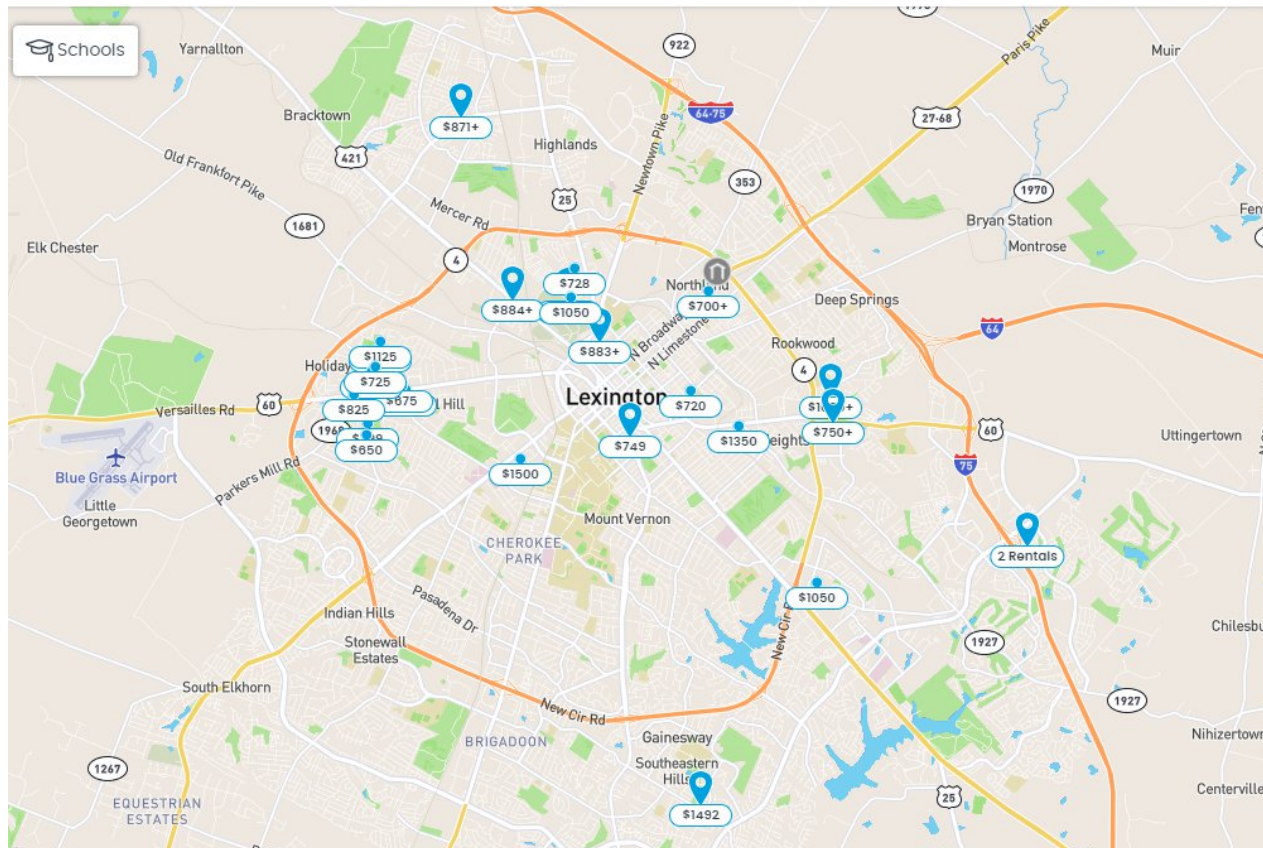 Schools
Yarnallton
922
Paris Pike
Muir
$871+
Bracktown
64-75
27-68
Highlands
Newtown Pike
421
Old Frankfort Pike
25
353
1970
Mercer Rd
Bryan Station
1681
Elk Chester
Montrose
4
$728
Northland
$884+
$1050
$700+
Deep Springs
64
N Broadway
N Limestone
$883+
Rookwood
$1125
Holiday
4
$725
Lexington
$675
Hill
$720
60
Versailles Rd
$825
$750+
1968
60
$749
$1350
Uttingertown
$650
Parkers Mill Rd
75
Blue Grass Airport
$1500
Little
Georgetown
Mount Vernon
CHEROKEE
PARK
2 Rentals
$1050
Pasadena Dr
Indian Hills
New Cir
Stonewall
Estates
1927
South Elkhorn
New Cir Rd
1927
Gainesway
BRIGADOON
Nihizertown
Southeastern
Hills
1267
Centerville
EQUESTRIAN
ESTATES
25
$1492